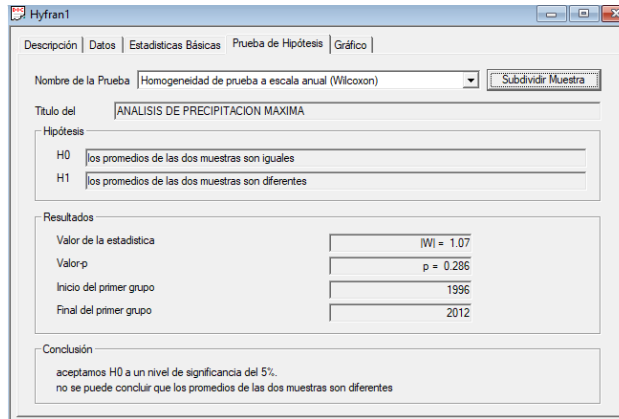 Hyfran1
Descripción Datos Estadisticas Básicas Prueba de Hipótesis Gráfico
Nombre de la Prueba Homogeneidad de prueba a escala anual (Wilcoxon) Subdividir Muestra
Titulo del ANALISIS DE PRECIPITACION MAXIMA
Hipótesis
H0 los promedios de las dos muestras son iguales
H1 los promedios de las dos muestras son diferentes
Resultados
Valor de la estadistica |W| = 1.07
Valor-p p = 0.286
Inicio del primer grupo 1996
Final del primer grupo 2012
Conclusión
aceptamos H0 a un nivel de significancia del 5%.
no se puede concluir que los promedios de las dos muestras son diferentes